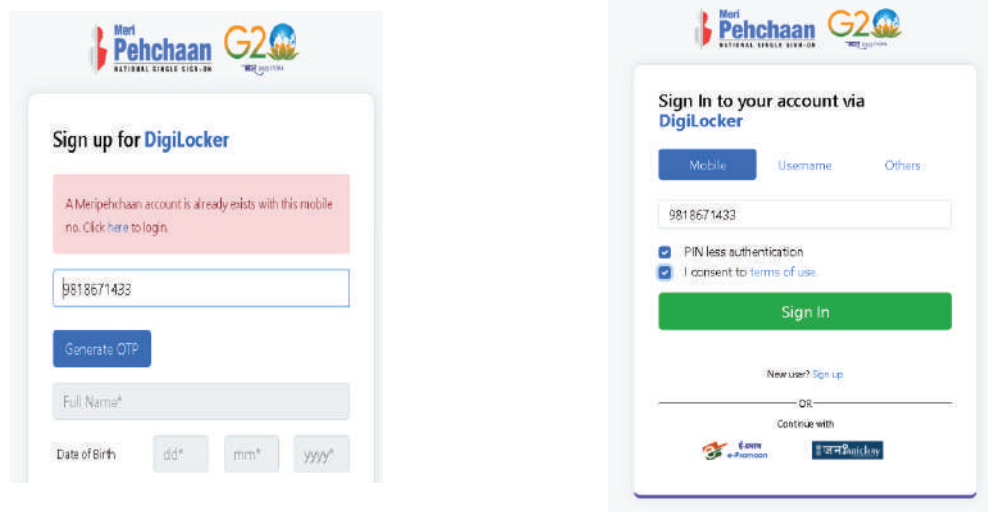 Meri
Pehchaan
NATIONAL SINGLE SIGN-ON
G20
Sign up for DigiLocker
A Meripehchaan account is already exists with this mobile
no. Click here to login.
9818671433
Generate OTP
Full Name*
Date of Birth dd* mm* yyyy*
Meri
Pehchaan
NATIONAL SINGLE SIGN-ON
G20
Sign In to your account via
DigiLocker
Mobile Username Others
9818671433
PIN less authentication
I consent to terms of use.
Sign In
New user? Sign up
OR
Continue with
ई-प्रमाण
e-Pramaan
जन Parichay